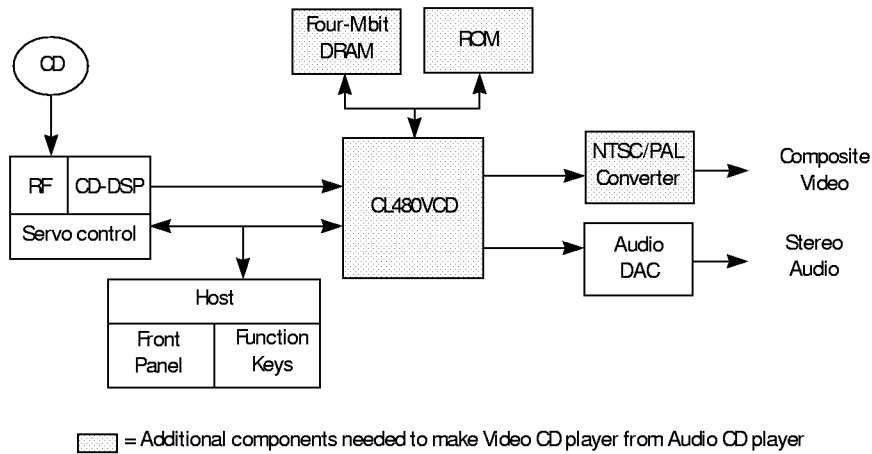 Four-Mbit
DRAM
ROM
CD
RF
CD-DSP
Servo control
CL480VCD
NTSC/PAL
Converter
Composite
Video
Audio
DAC
Stereo
Audio
Host
Front
Panel
Function
Keys
= Additional components needed to make Video CD player from Audio CD player